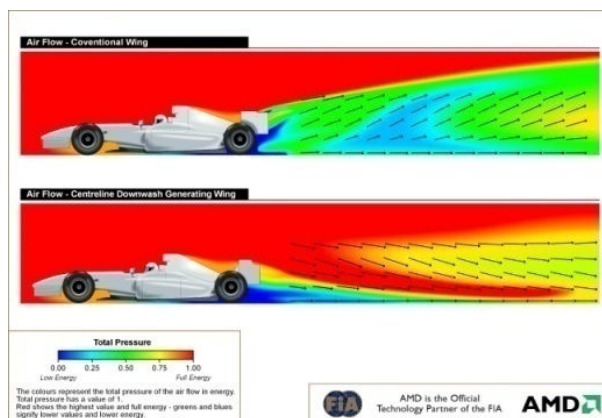 Air Flow - Coventional Wing
Air Flow - Centreline Downwash Generating Wing
Total Pressure
0.00 0.25 0.50 0.75 1.00
Low Energy Full Energy
The colours represent the total pressure of the air flow ie energy.
Total pressure has a value of 1.
Red shows the highest value and full energy - greens and blues
signify lower values and lower energy.
FIA
AMD is the Official
Technology Partner of the FIA
AMD